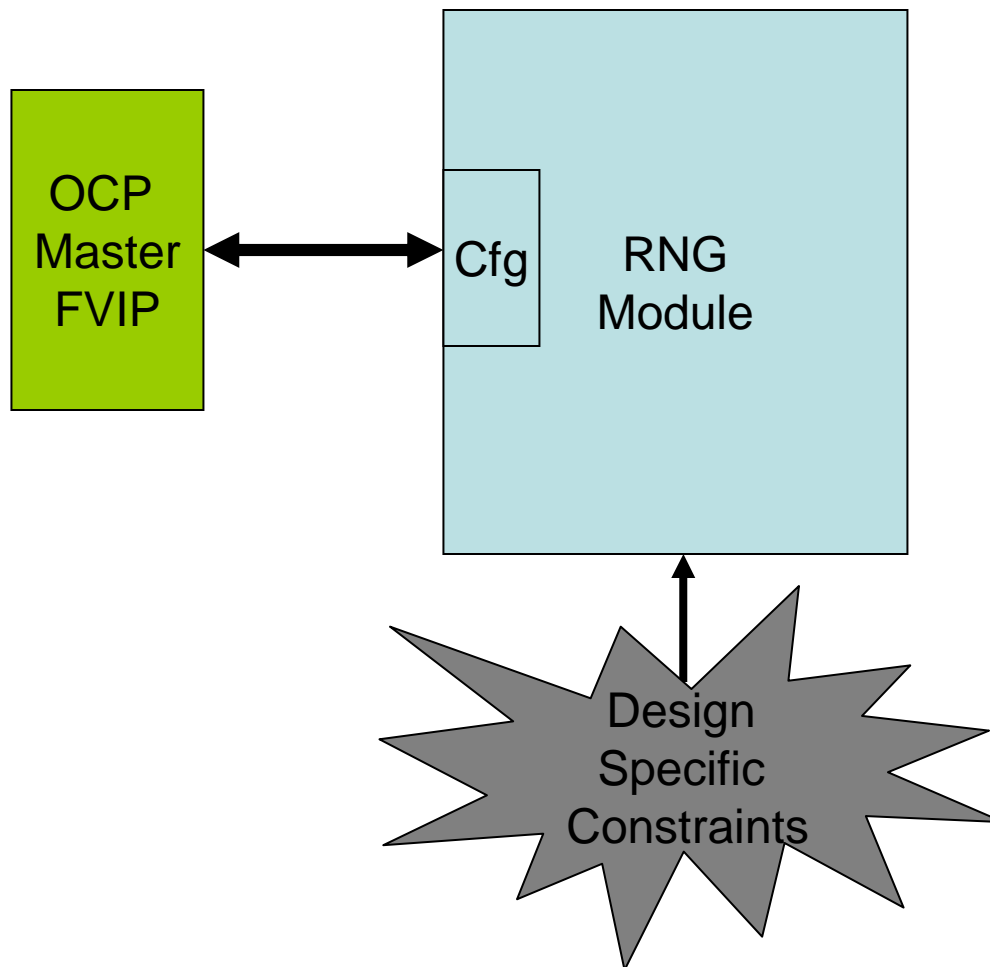 OCP
Master
FVIP
Cfg
RNG
Module
Design
Specific
Constraints